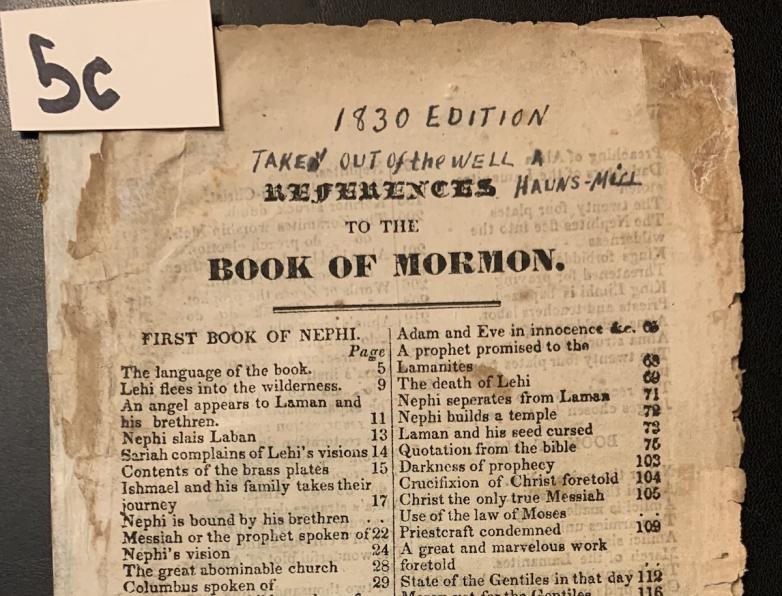 5c
1830 EDITION
TAKEN OUT of the WELL A
HAUNS-MILL
REFERENCES
TO THE
BOOK OF MORMON.
FIRST BOOK OF NEPHI.
Page
The language of the book. 5
Lehi flees into the wilderness. 9
An angel appears to Laman and
his brethren. 11
Nephi slais Laban 13
Sariah complains of Lehi's visions 14
Contents of the brass plates 15
Ishmael and his family takes their
journey 17
Nephi is bound by his brethren . .
Messiah or the prophet spoken of 22
Nephi's vision 24
The great abominable church 28
Columbus spoken of 29
Adam and Eve in innocence &c. 65
A prophet promised to the
Lamanites 68
The death of Lehi 69
Nephi seperates from Laman 71
Nephi builds a temple 72
Laman and his seed cursed 73
Quotation from the bible 75
Darkness of prophecy 103
Crucifixion of Christ foretold 104
Christ the only true Messiah 105
Use of the law of Moses . .
Priestcraft condemned 109
A great and marvelous work
foretold . .
State of the Gentiles in that day 112
116